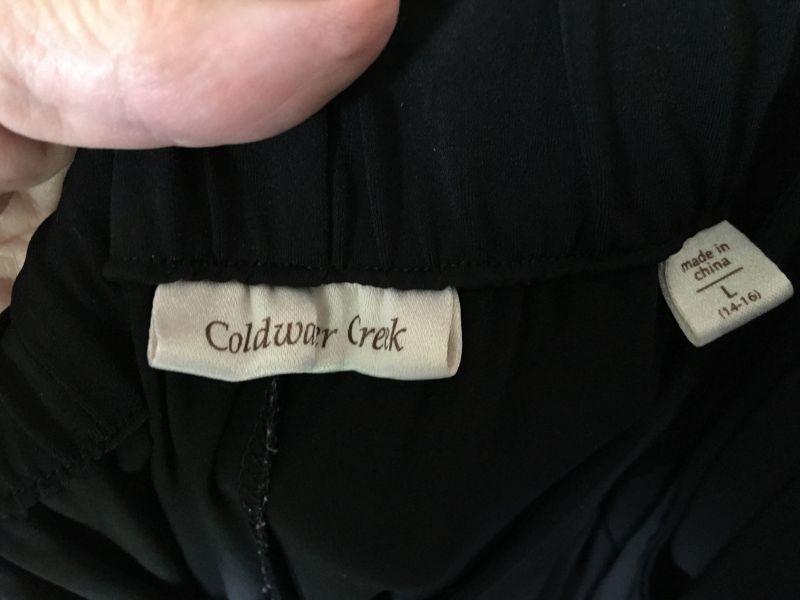 Coldwater Creek
made in
china
L
(14-16)